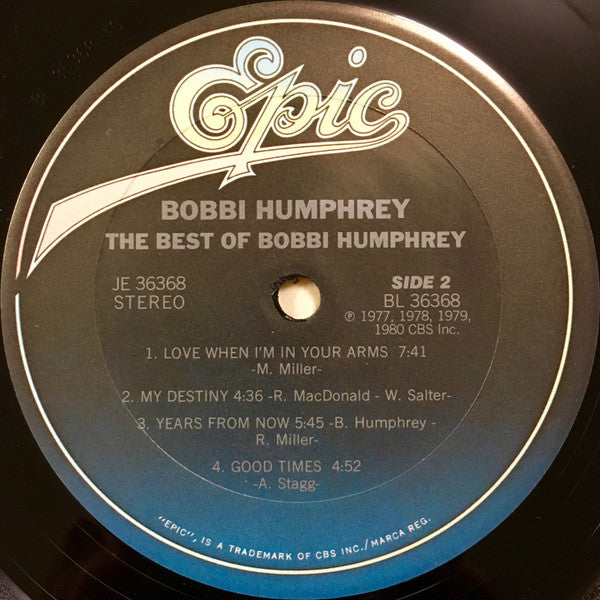 Epic
BOBBI HUMPHREY
THE BEST OF BOBBI HUMPHREY
JE 36368
STEREO
SIDE 2
BL 36368
℗ 1977, 1978, 1979,
1980 CBS Inc.
1. LOVE WHEN I'M IN YOUR ARMS 7:41
-M. Miller-
2. MY DESTINY 4:36 -R. MacDonald - W. Salter-
3. YEARS FROM NOW 5:45 -B. Humphrey -
R. Miller-
4. GOOD TIMES 4:52
-A. Stagg-
"EPIC", IS A TRADEMARK OF CBS INC./MARCA REG.